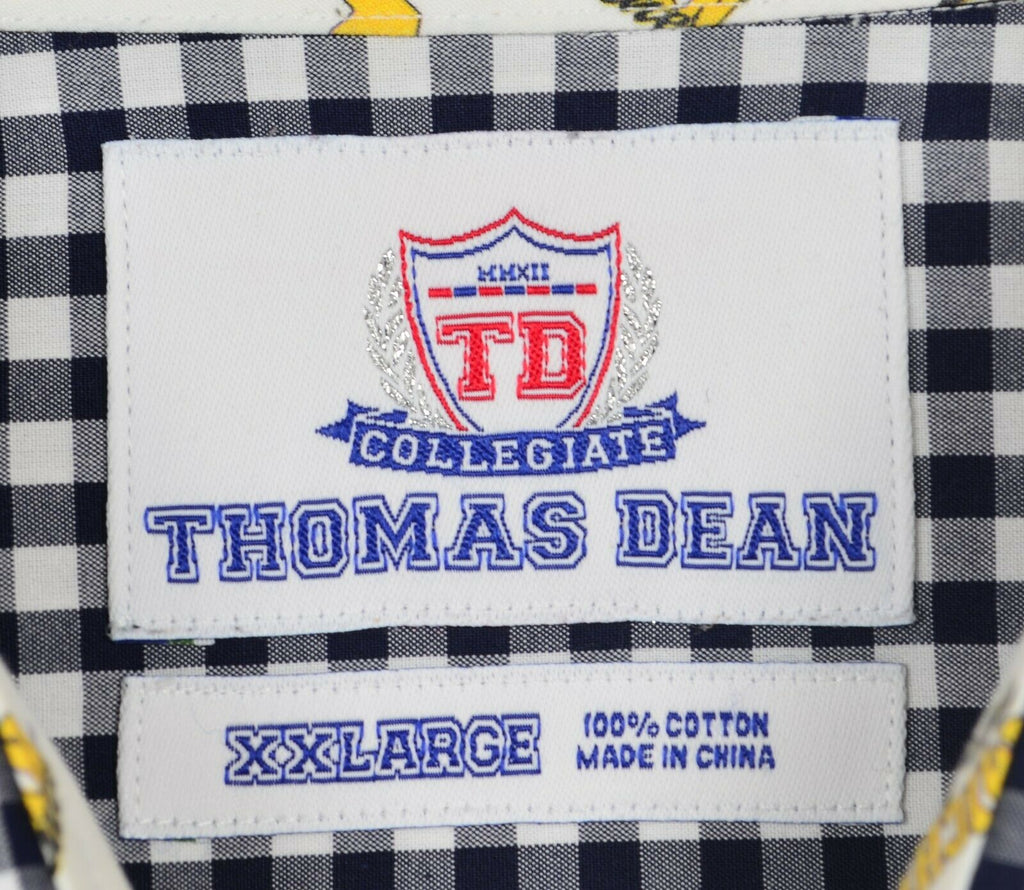 MMXII
TD
COLLEGIATE
THOMAS DEAN
XXLARGE
100% COTTON
MADE IN CHINA